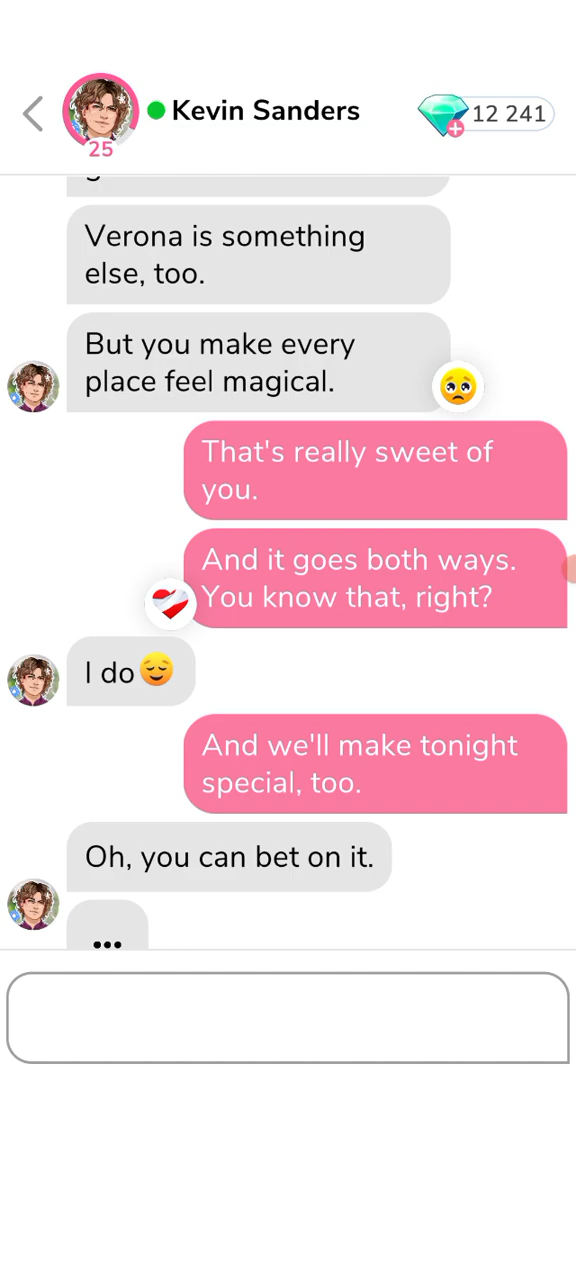 Kevin Sanders
12 241
25
Verona is something
else, too.
But you make every
place feel magical.
That's really sweet of
you.
And it goes both ways.
You know that, right?
I do😌
And we'll make tonight
special, too.
Oh, you can bet on it.
...